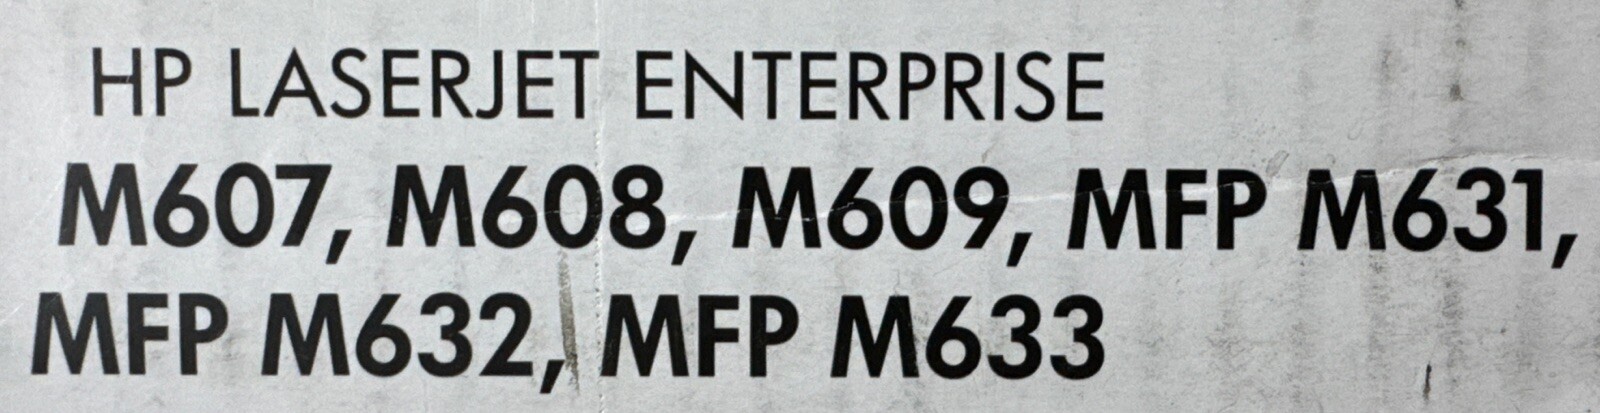 HP LASERJET ENTERPRISE
M607, M608, M609, MFP M631,
MFP M632, MFP M633